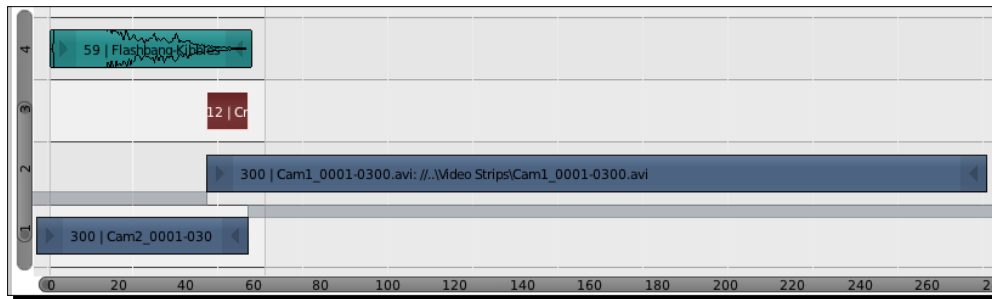 4
59 | Flashbang-Kibbles
3
12 | Cr
2
300 | Cam1_0001-0300.avi: //..\Video Strips\Cam1_0001-0300.avi
1
300 | Cam2_0001-030
0 20 40 60 80 100 120 140 160 180 200 220 240 260 2